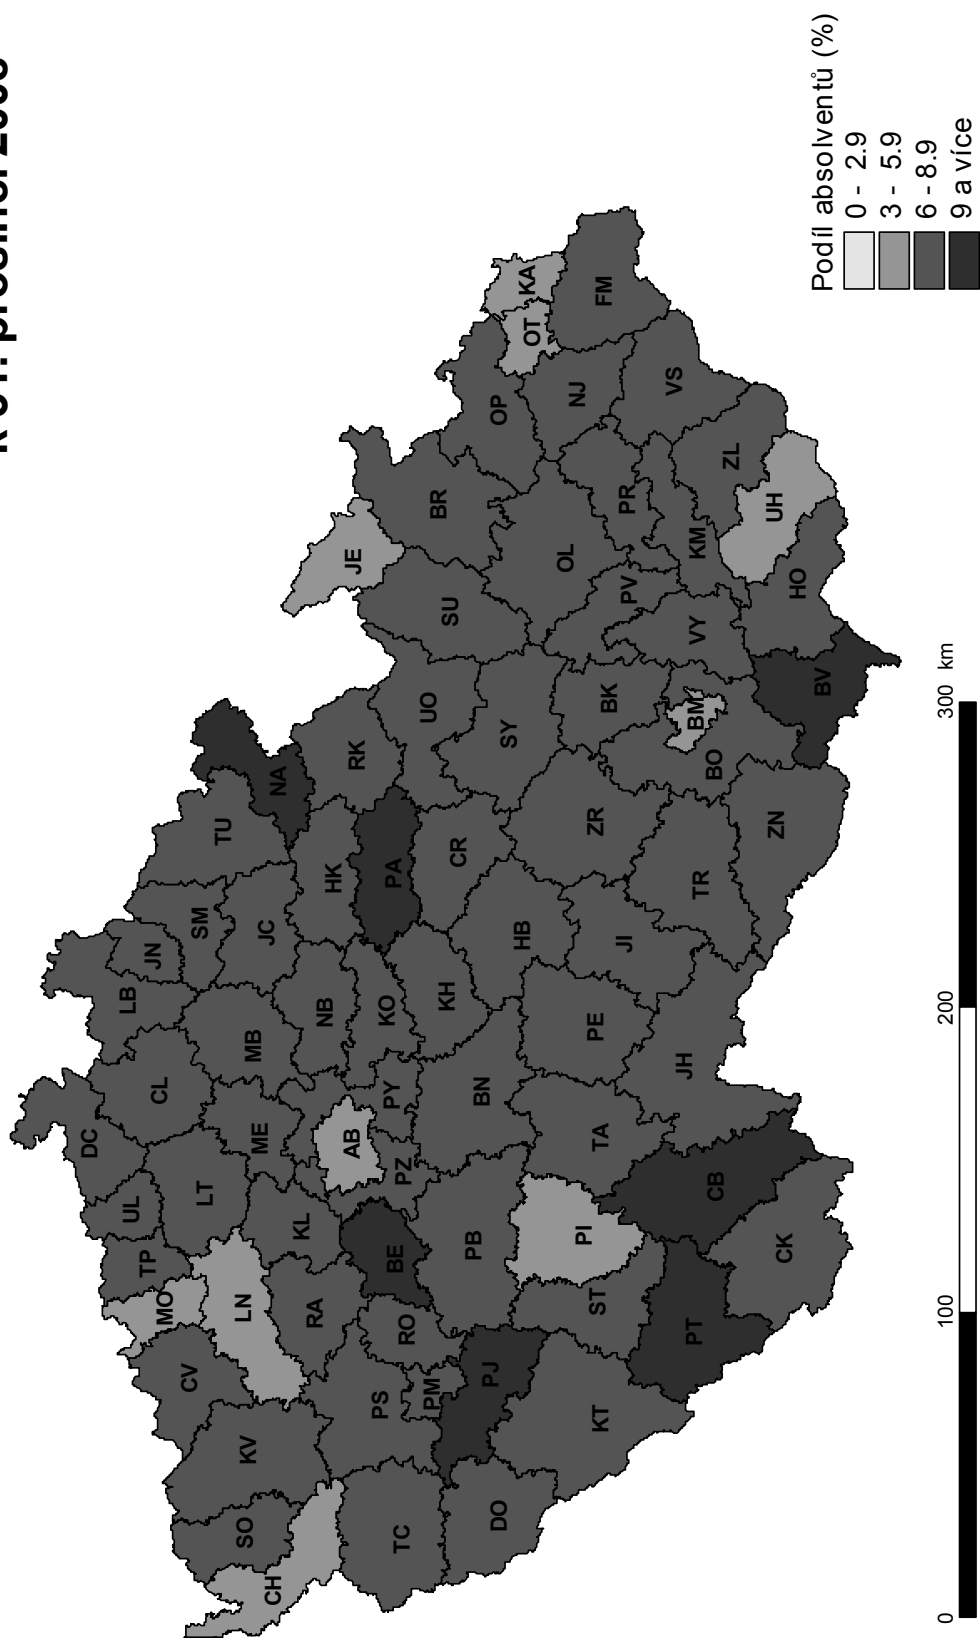 Podíl absolventů (%)
0 - 2.9
3 - 5.9
6 - 8.9
9 a více
KA
OT
FM
OP
NJ
VS
BR
ZL
JE
PR
UH
OL
KM
SU
PV
HO
VY
BV
UO
BK
BM
NA
RK
SY
BO
TU
ZR
ZN
HK
PA
CR
TR
SM
JC
HB
JI
JN
LB
NB
KO
KH
PE
MB
JH
CL
BN
PY
ME
TA
DC
AB
PZ
LT
CB
UL
KL
PB
PI
CK
TP
BE
MO
LN
RA
RO
ST
PT
CV
PS
PM
PJ
KT
KV
SO
TC
DO
CH
0
100
200
300 km